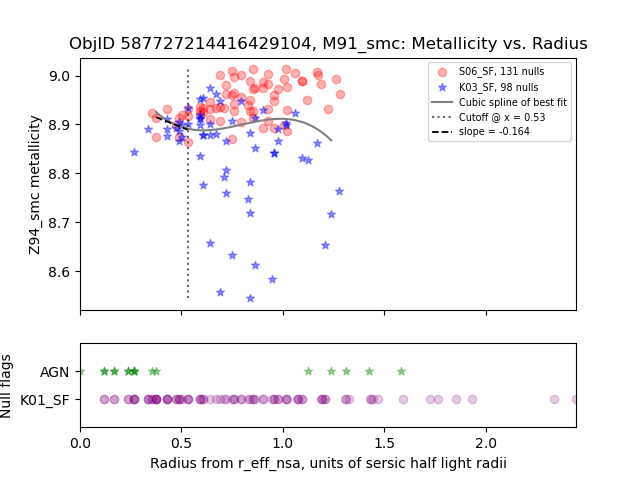 ObjID 587727214416429104, M91_smc: Metallicity vs. Radius
Z94_smc metallicity
9.0
8.9
8.8
8.7
8.6
S06_SF, 131 nulls
K03_SF, 98 nulls
Cubic spline of best fit
Cutoff @ x = 0.53
slope = -0.164
Null flags
AGN
K01_SF
0.0 0.5 1.0 1.5 2.0
Radius from r_eff_nsa, units of sersic half light radii